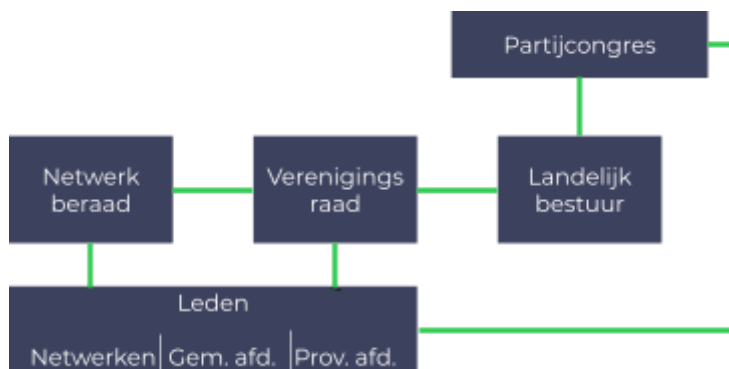 Partijcongres
Netwerk
beraad
Verenigings
raad
Landelijk
bestuur
Leden
Netwerken
Gem. afd.
Prov. afd.